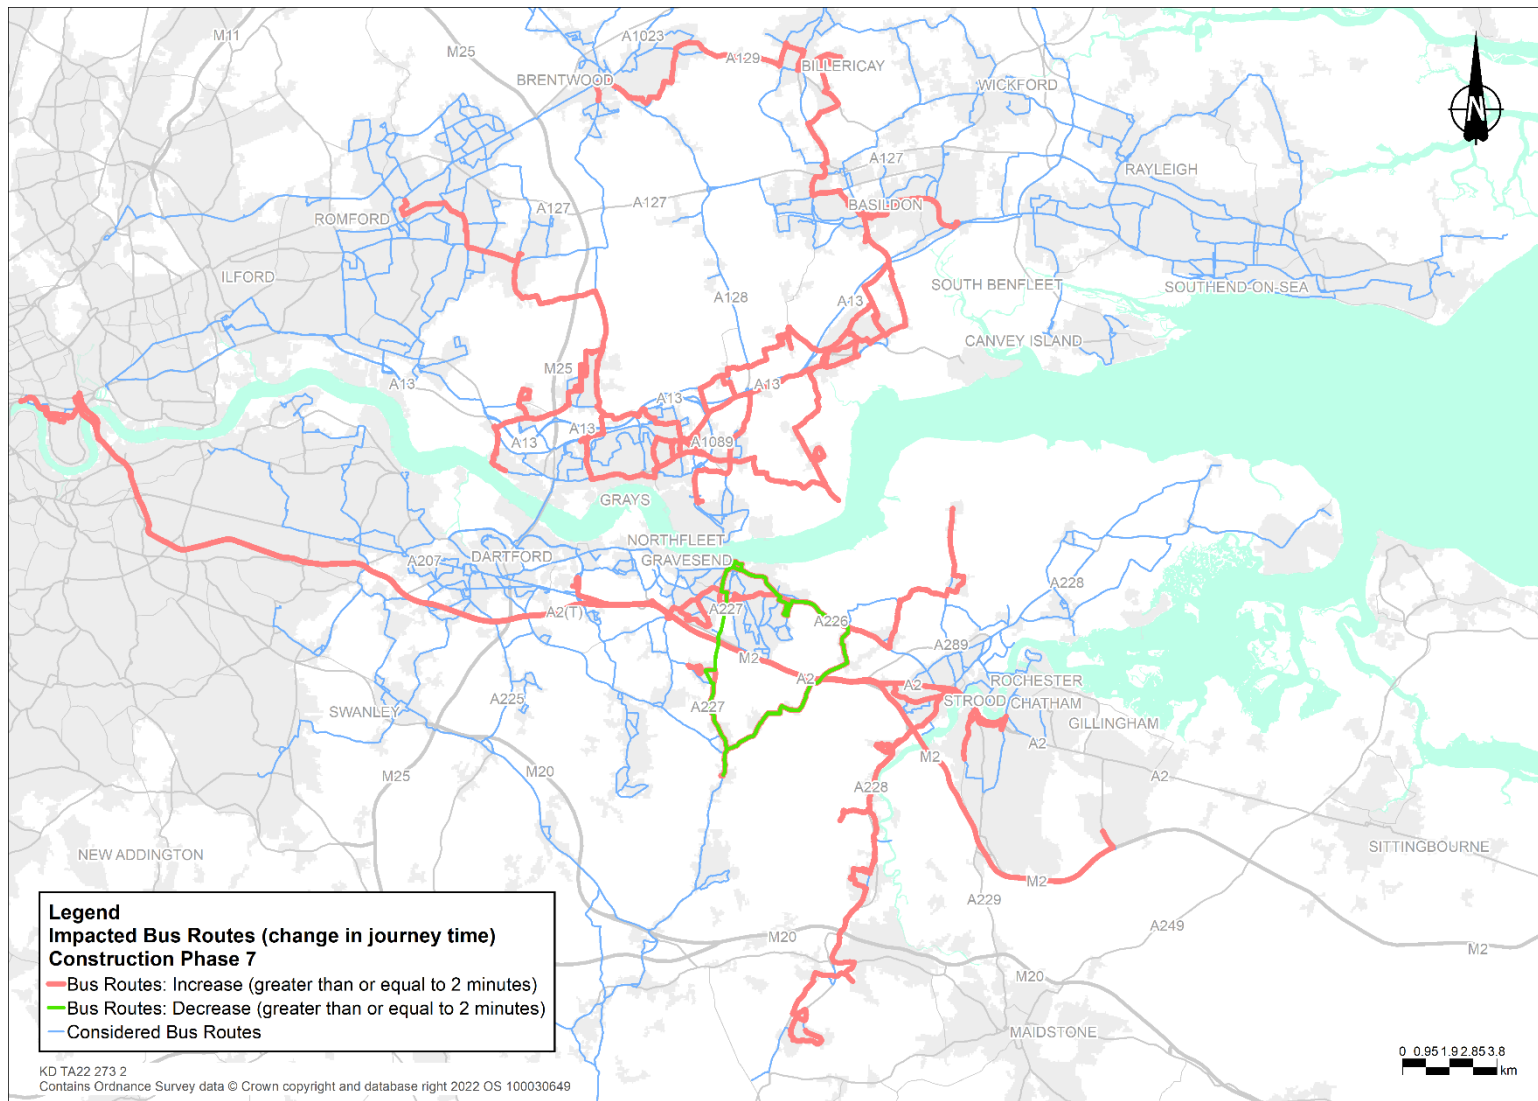 M11
A1023
M25
A129
BRENTWOOD
BILLERICAY
WICKFORD
N
A127
RAYLEIGH
ROMFORD
A127
A127
BASILDON
ILFORD
SOUTH BENFLEET
SOUTHEND-ON-SEA
A128
A13
CANVEY ISLAND
M25
A13
A13
A13
A13
A13
A1089
GRAYS
NORTHFLEET
DARTFORD
GRAVESEND
A207
A228
A2(T)
A227
A226
A289
M2
A2
A2
ROCHESTER
A225
A227
STROOD
CHATHAM
SWANLEY
GILLINGHAM
A2
M2
M25
M20
A2
A228
NEW ADDINGTON
SITTINGBOURNE
M2
A229
A249
M20
M2
M20
MAIDSTONE
Legend
Impacted Bus Routes (change in journey time)
Construction Phase 7
Bus Routes: Increase (greater than or equal to 2 minutes)
Bus Routes: Decrease (greater than or equal to 2 minutes)
Considered Bus Routes
0 0.95 1.9 2.85 3.8
km
KD TA22 273 2
Contains Ordnance Survey data © Crown copyright and database right 2022 OS 100030649